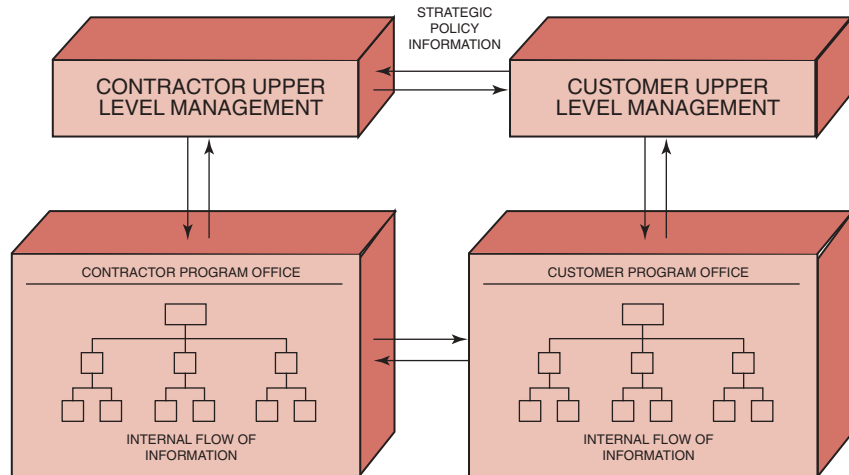 STRATEGIC
POLICY
INFORMATION
CONTRACTOR UPPER
LEVEL MANAGEMENT
CUSTOMER UPPER
LEVEL MANAGEMENT
CONTRACTOR PROGRAM OFFICE
INTERNAL FLOW OF
INFORMATION
CUSTOMER PROGRAM OFFICE
INTERNAL FLOW OF
INFORMATION